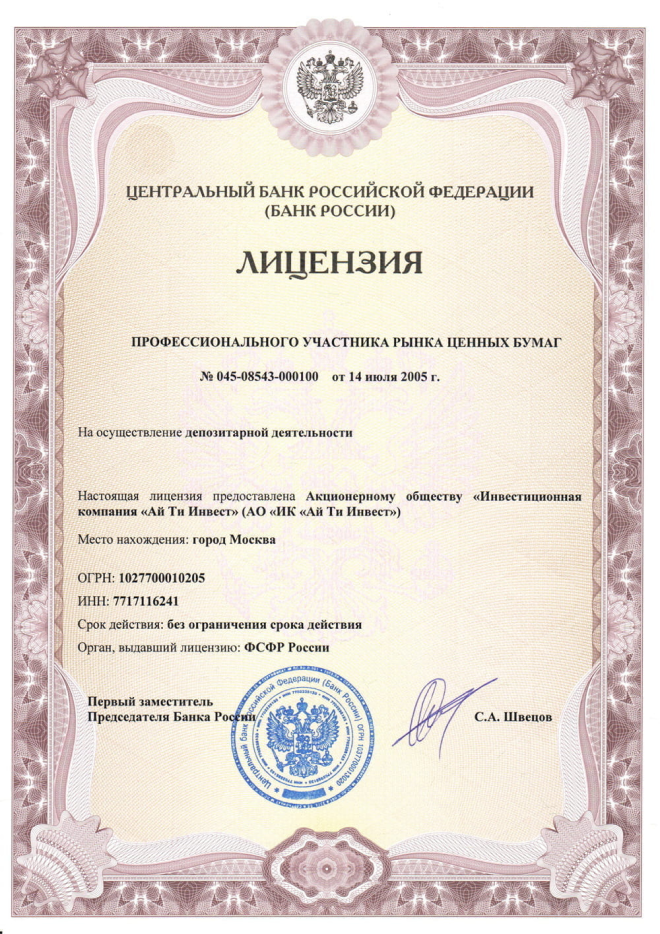 ЦЕНТРАЛЬНЫЙ БАНК РОССИЙСКОЙ ФЕДЕРАЦИИ
(БАНК РОССИИ)
ЛИЦЕНЗИЯ
ПРОФЕССИОНАЛЬНОГО УЧАСТНИКА РЫНКА ЦЕННЫХ БУМАГ
№ 045-08543-000100 от 14 июля 2005 г.
На осуществление депозитарной деятельности
Настоящая лицензия предоставлена Акционерному обществу «Инвестиционная
компания «Ай Ти Инвест» (АО «ИК «Ай Ти Инвест»)
Место нахождения: город Москва
ОГРН: 1027700010205
ИНН: 7717116241
Срок действия: без ограничения срока действия
Орган, выдавший лицензию: ФСФР России
Первый заместитель
Председателя Банка России
С.А. Швецов
Центральный банк Российской Федерации (Банк России)